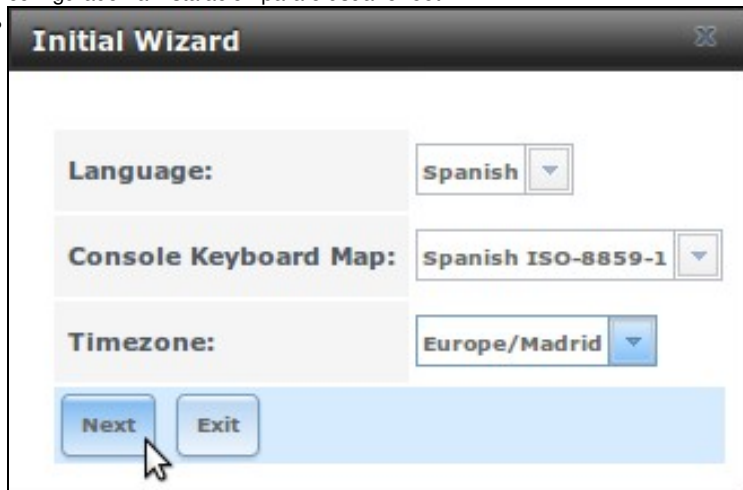 Initial Wizard
Language: Spanish
Console Keyboard Map: Spanish ISO-8859-1
Timezone: Europe/Madrid
Next Exit